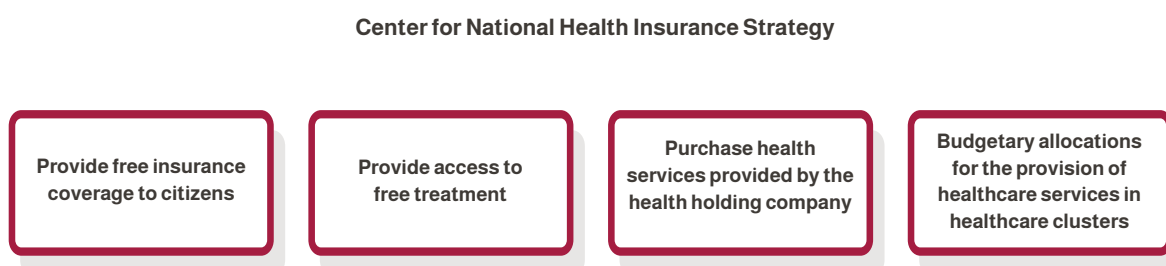 Center for National Health Insurance Strategy
Provide free insurance
coverage to citizens
Provide access to
free treatment
Purchase health
services provided by the
health holding company
Budgetary allocations
for the provision of
healthcare services in
healthcare clusters